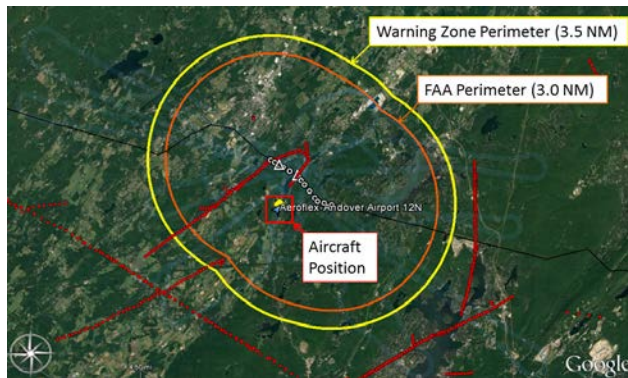 Warning Zone Perimeter (3.5 NM)
FAA Perimeter (3.0 NM)
Aeroflex-Andover Airport 12N
Aircraft
Position
Google